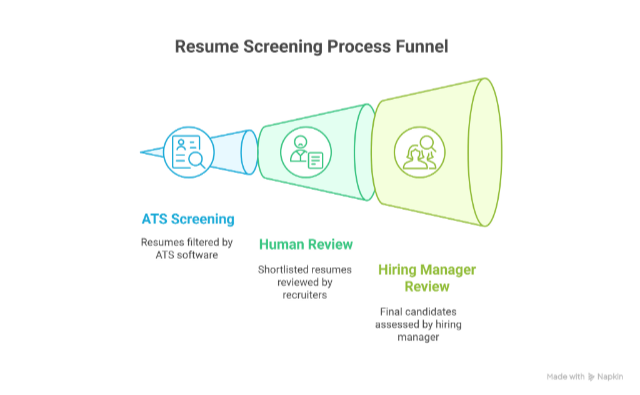 Resume Screening Process Funnel
ATS Screening
Resumes filtered by
ATS software
Human Review
Shortlisted resumes
reviewed by
recruiters
Hiring Manager
Review
Final candidates
assessed by hiring
manager
Made with Napkin